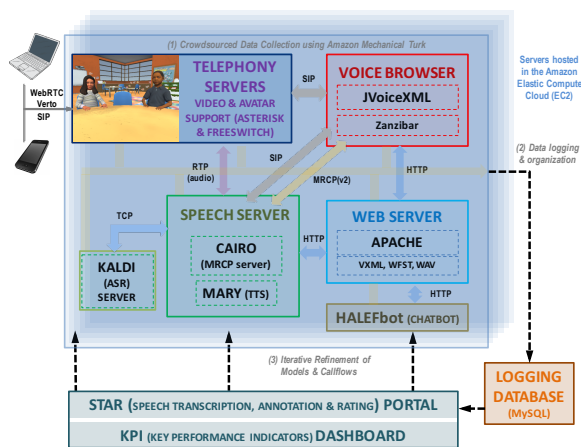 (1) Crowdsourced Data Collection using Amazon Mechanical Turk
WebRTC
Verto
SIP
TELEPHONY
SERVERS
VIDEO & AVATAR
SUPPORT (ASTERISK
& FREESWITCH)
SIP
VOICE BROWSER
JVoiceXML
Zanzibar
Servers hosted
in the Amazon
Elastic Compute
Cloud (EC2)
(2) Data logging
& organization
RTP
(audio)
SIP
MRCP(v2)
HTTP
TCP
SPEECH SERVER
CAIRO
(MRCP server)
MARY (TTS)
HTTP
WEB SERVER
APACHE
VXML, WFST, WAV
KALDI
(ASR)
SERVER
HTTP
HALEFbot (CHATBOT)
(3) Iterative Refinement of
Models & Callflows
LOGGING
DATABASE
(MySQL)
STAR (SPEECH TRANSCRIPTION, ANNOTATION & RATING) PORTAL
KPI (KEY PERFORMANCE INDICATORS) DASHBOARD